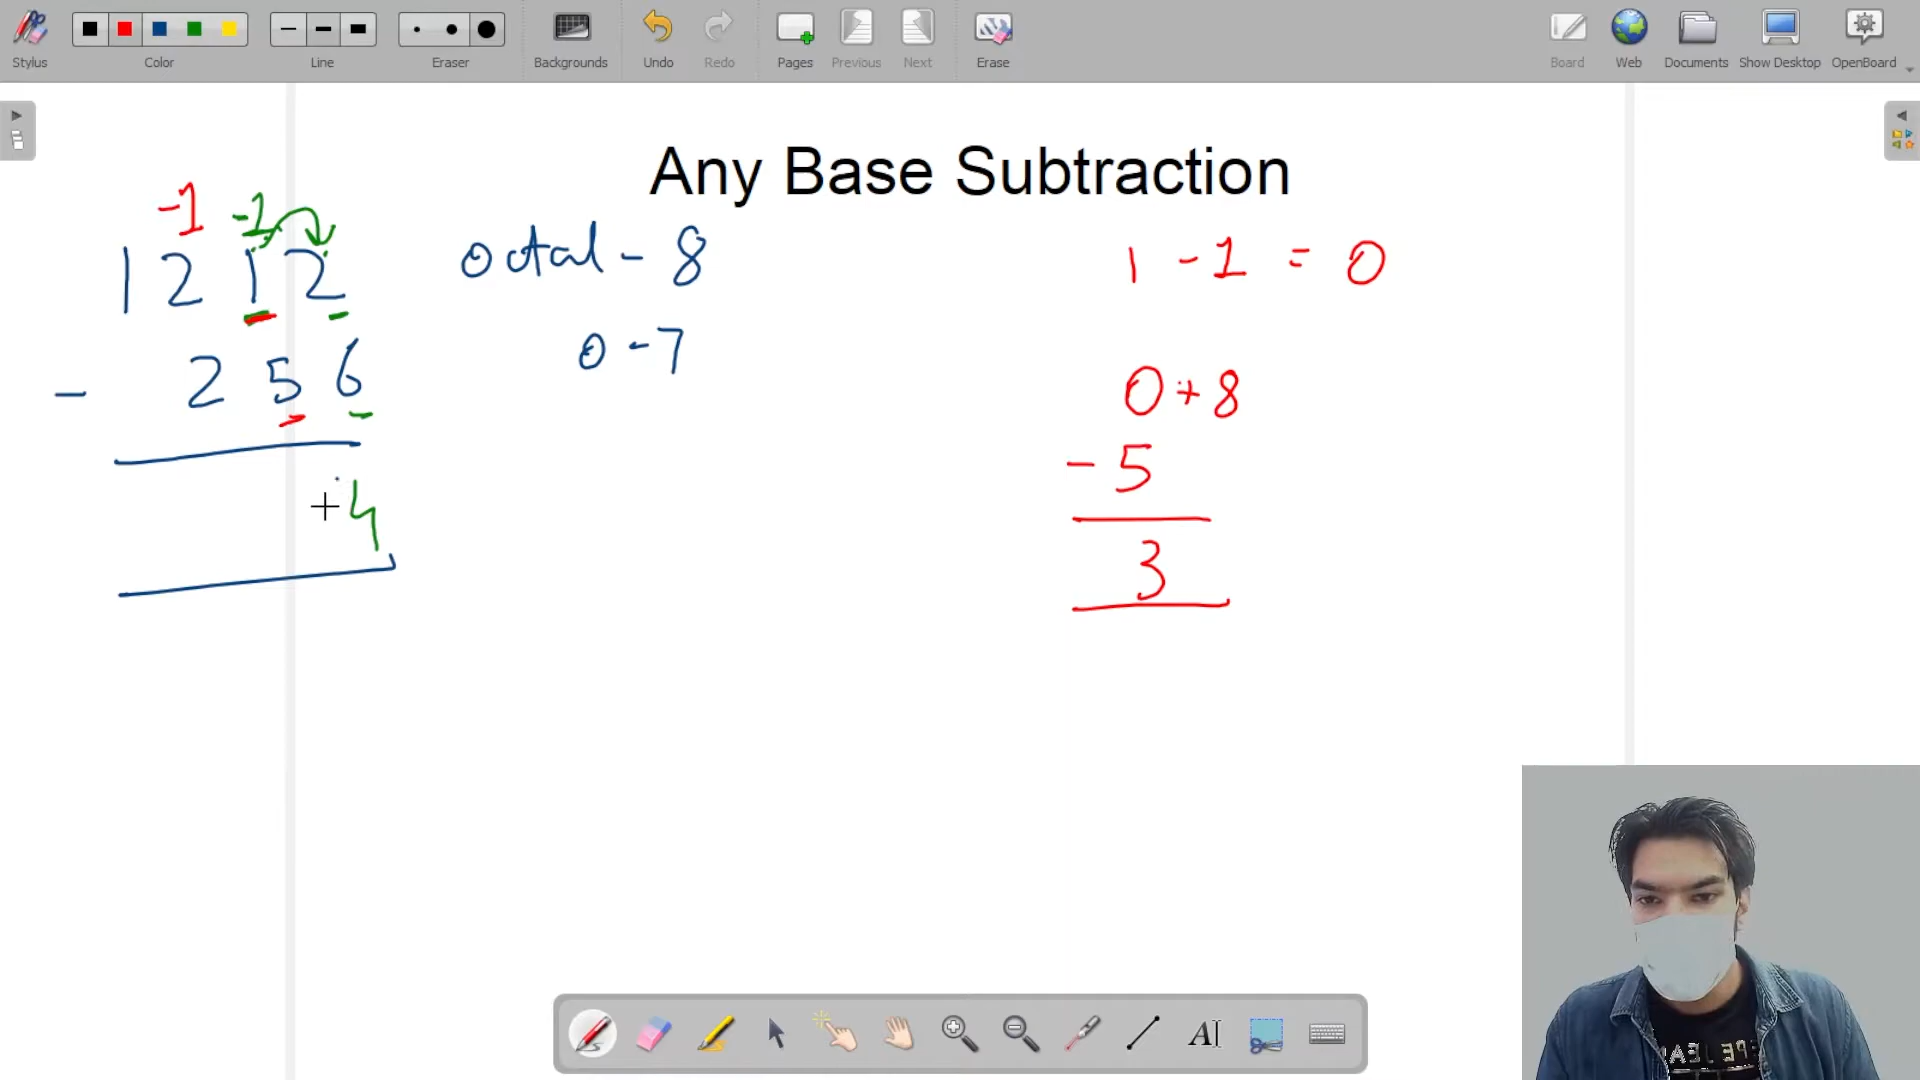 Stylus Color Line Eraser Backgrounds Undo Redo Pages Previous Next Erase Board Web Documents Show Desktop OpenBoard
Any Base Subtraction
-1 -1
1 2 1 2
- 2 5 6
4
octal - 8
0 - 7
1 - 1 = 0
0 + 8
- 5
3